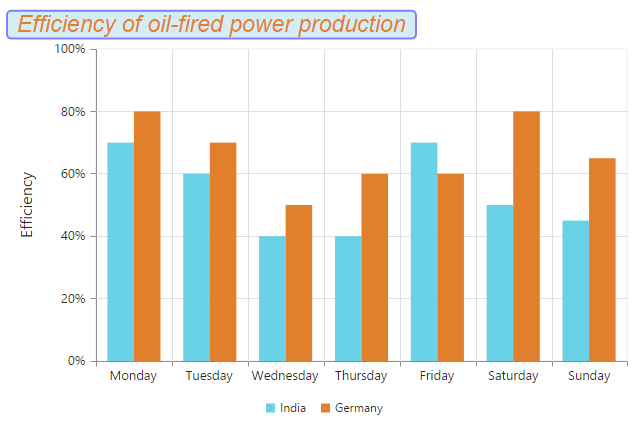 Efficiency of oil-fired power production
100%
80%
60%
40%
20%
0%
Efficiency
Monday Tuesday Wednesday Thursday Friday Saturday Sunday
India Germany